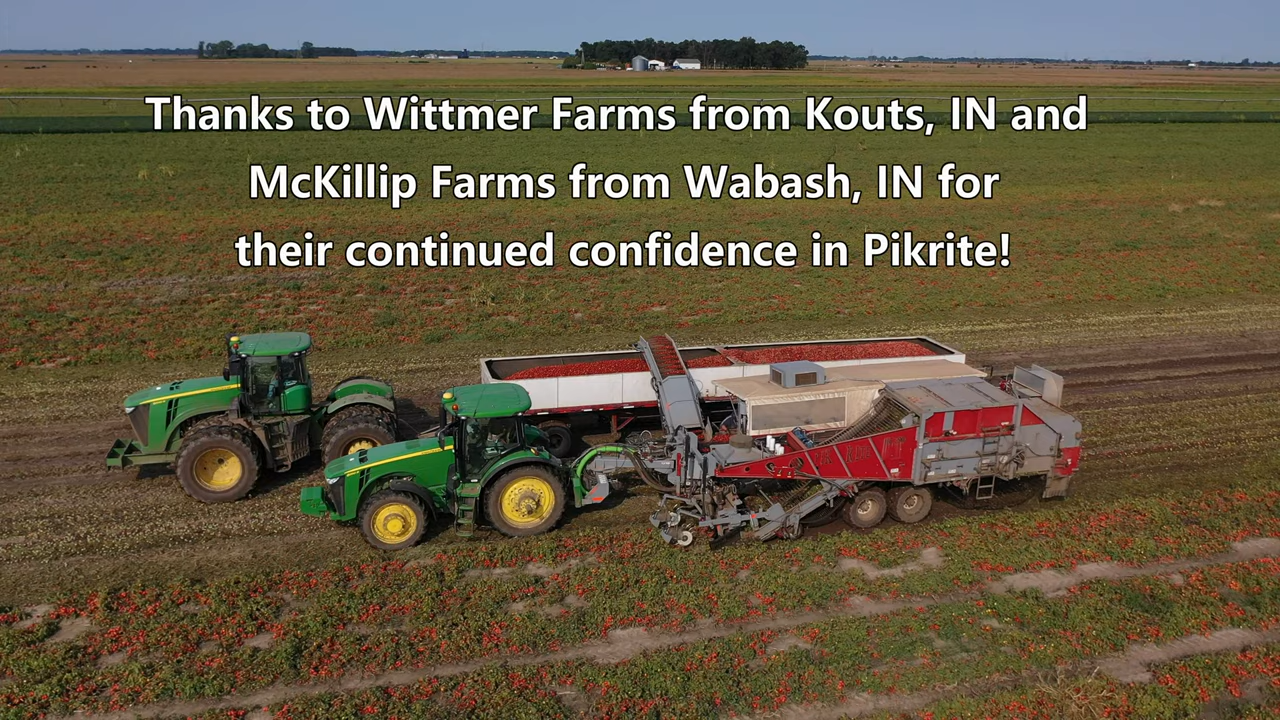 Thanks to Wittmer Farms from Kouts, IN and
McKillip Farms from Wabash, IN for
their continued confidence in Pikrite!